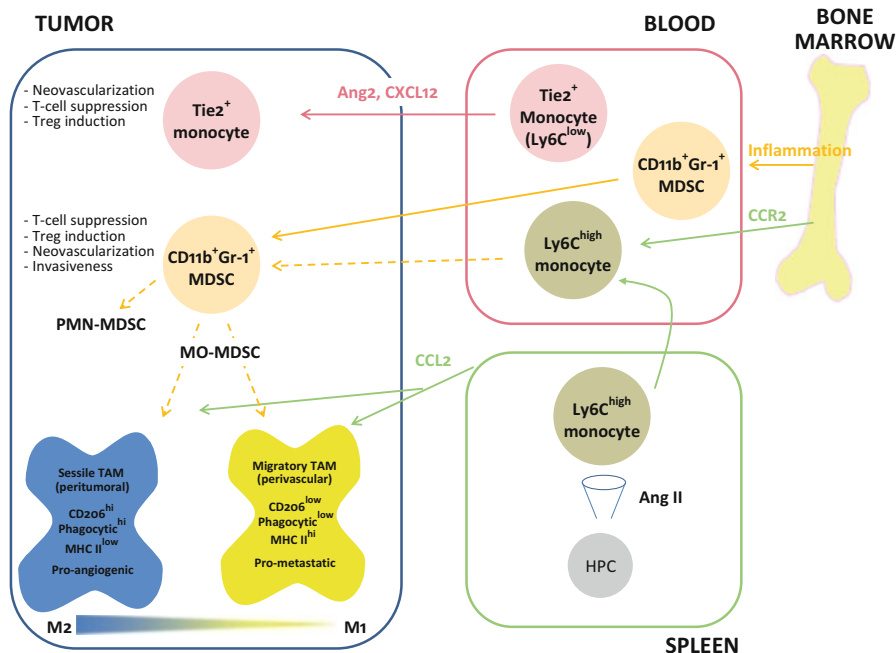 TUMOR
BLOOD
BONE
MARROW
- Neovascularization
- T-cell suppression
- Treg induction
Tie2+
monocyte
Ang2, CXCL12
Tie2+
Monocyte
(Ly6Clow)
CD11b+Gr-1+
MDSC
Inflammation
- T-cell suppression
- Treg induction
- Neovascularization
- Invasiveness
CD11b+Gr-1+
MDSC
Ly6Chigh
monocyte
CCR2
PMN-MDSC
MO-MDSC
CCL2
Ly6Chigh
monocyte
Sessile TAM
(peritumoral)
CD206hi
Phagocytichi
MHC IIlow
Pro-angiogenic
Migratory TAM
(perivascular)
CD206low
Phagocyticlow
MHC IIhi
Pro-metastatic
Ang II
HPC
M2
M1
SPLEEN